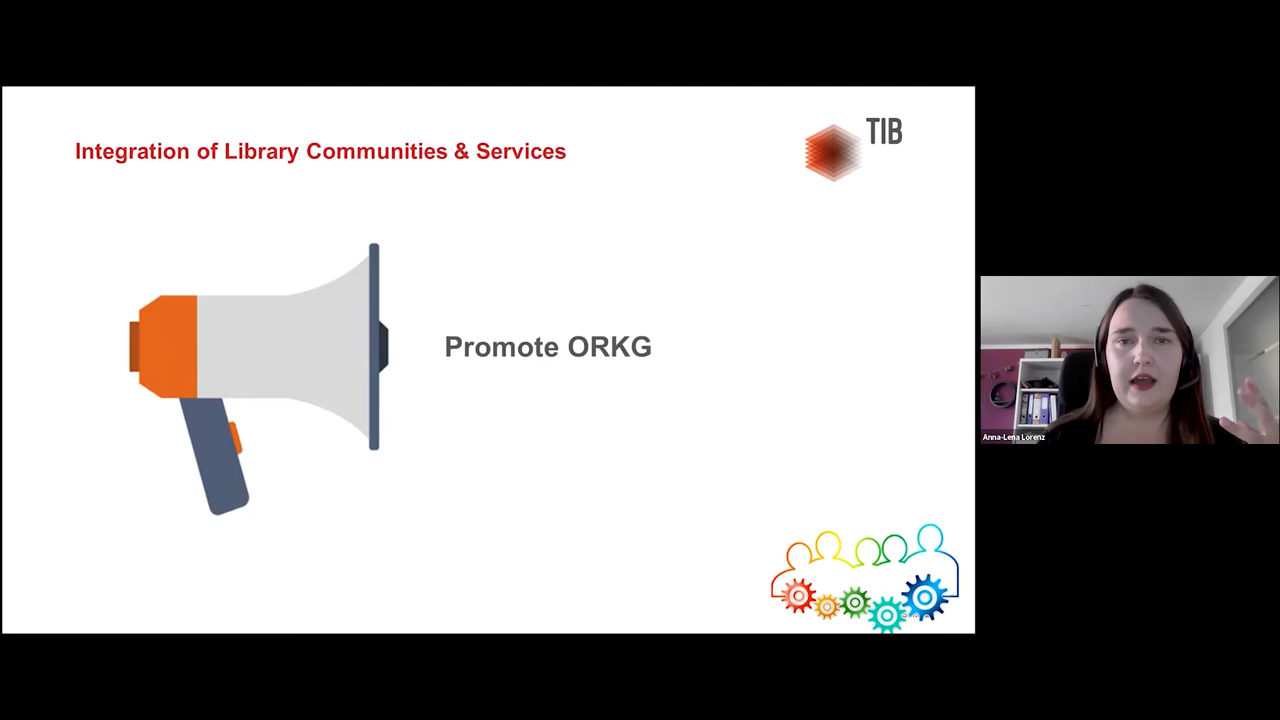 Integration of Library Communities & Services
TIB
Promote ORKG
Anna-Lena Lorenz